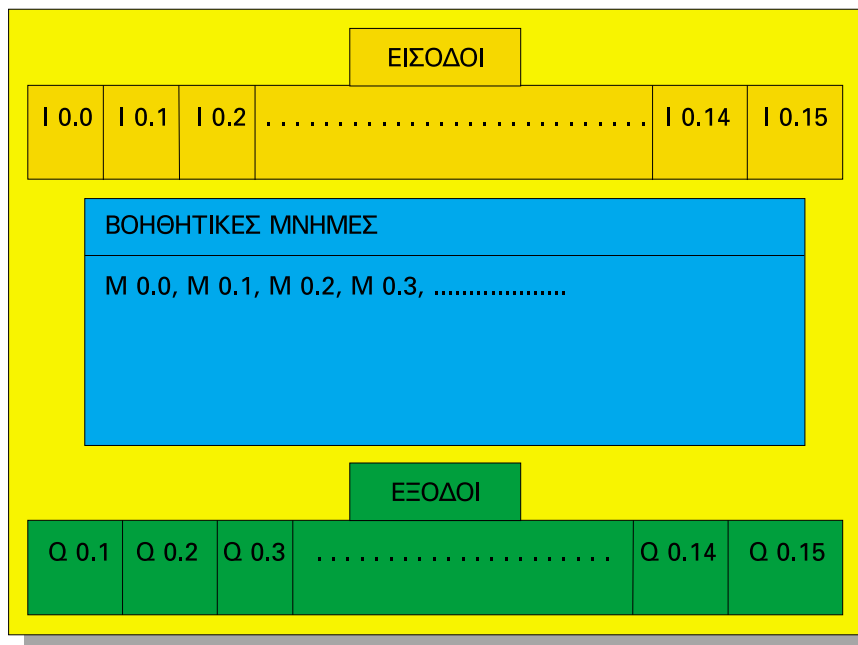 ΕΙΣΟΔΟΙ
I 0.0 I 0.1 I 0.2 . . . . . . . . . . . . . . . . . . . . . . . . . . . I 0.14 I 0.15
ΒΟΗΘΗΤΙΚΕΣ ΜΝΗΜΕΣ
M 0.0, M 0.1, M 0.2, M 0.3, ...................
ΕΞΟΔΟΙ
Q 0.1 Q 0.2 Q 0.3 . . . . . . . . . . . . . . . . . . . . . Q 0.14 Q 0.15